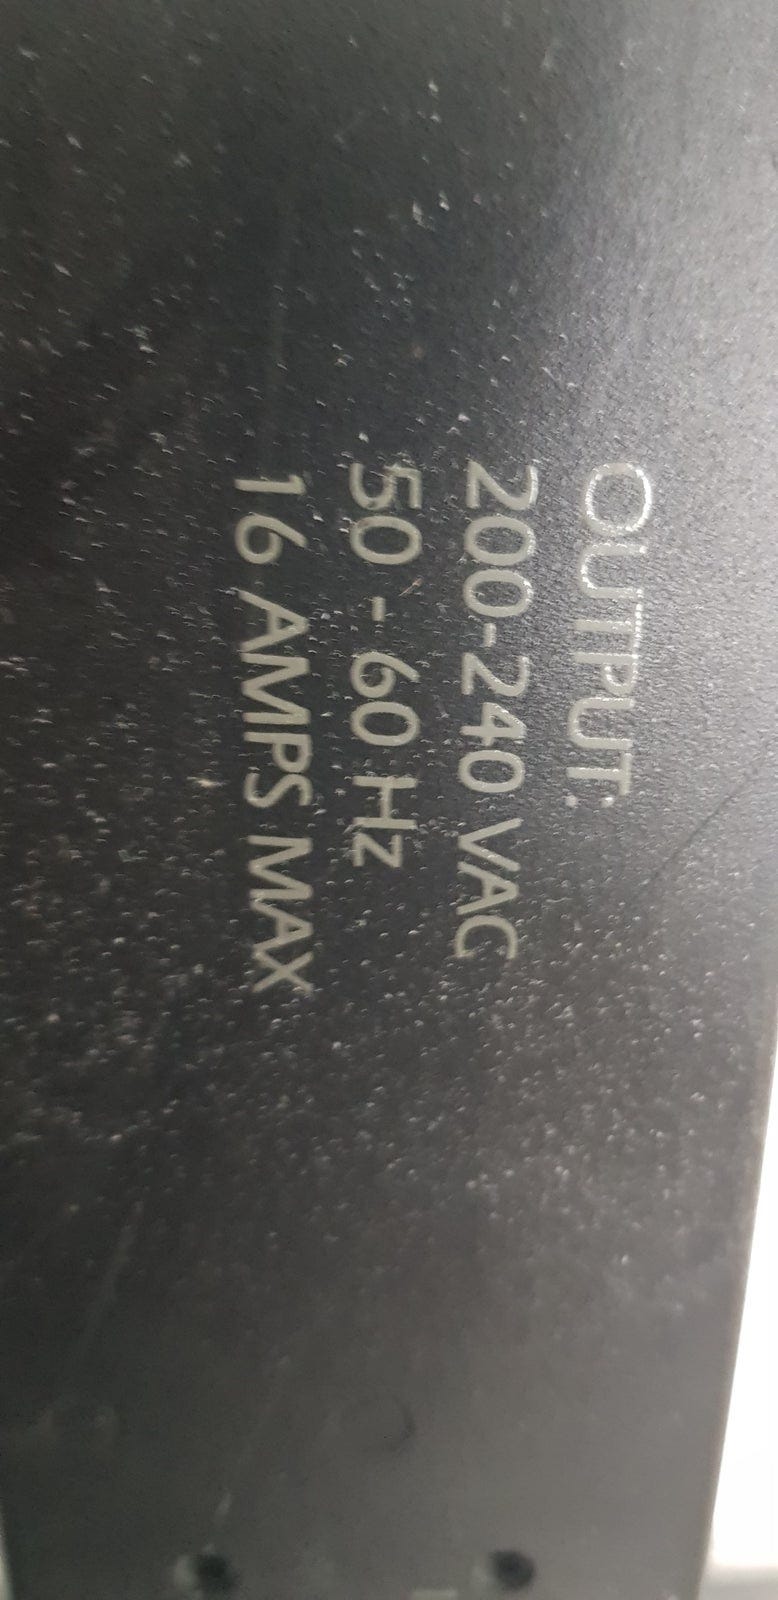 OUTPUT:
200-240 VAC
50 - 60 Hz
16 AMPS MAX